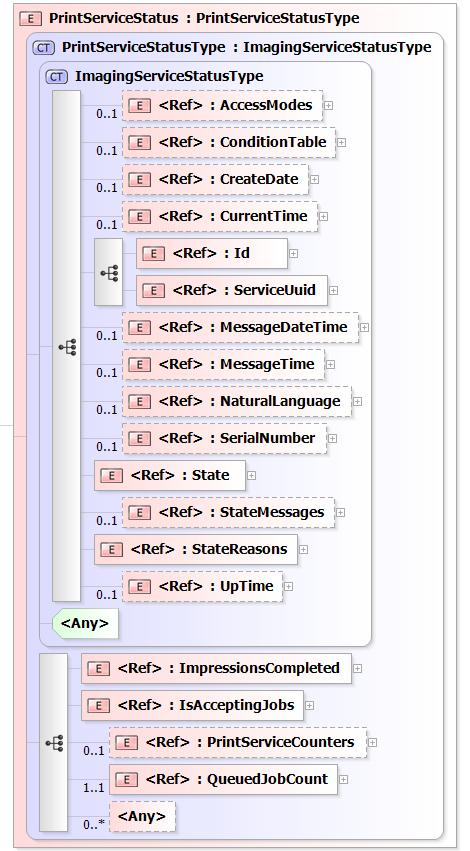 E PrintServiceStatus : PrintServiceStatusType
CT PrintServiceStatusType : ImagingServiceStatusType
CT ImagingServiceStatusType
0..1 E <Ref> : AccessModes
0..1 E <Ref> : ConditionTable
0..1 E <Ref> : CreateDate
0..1 E <Ref> : CurrentTime
E <Ref> : Id
E <Ref> : ServiceUuid
0..1 E <Ref> : MessageDateTime
0..1 E <Ref> : MessageTime
0..1 E <Ref> : NaturalLanguage
0..1 E <Ref> : SerialNumber
E <Ref> : State
0..1 E <Ref> : StateMessages
E <Ref> : StateReasons
0..1 E <Ref> : UpTime
<Any>
E <Ref> : ImpressionsCompleted
E <Ref> : IsAcceptingJobs
0..1 E <Ref> : PrintServiceCounters
1..1 E <Ref> : QueuedJobCount
0..* <Any>